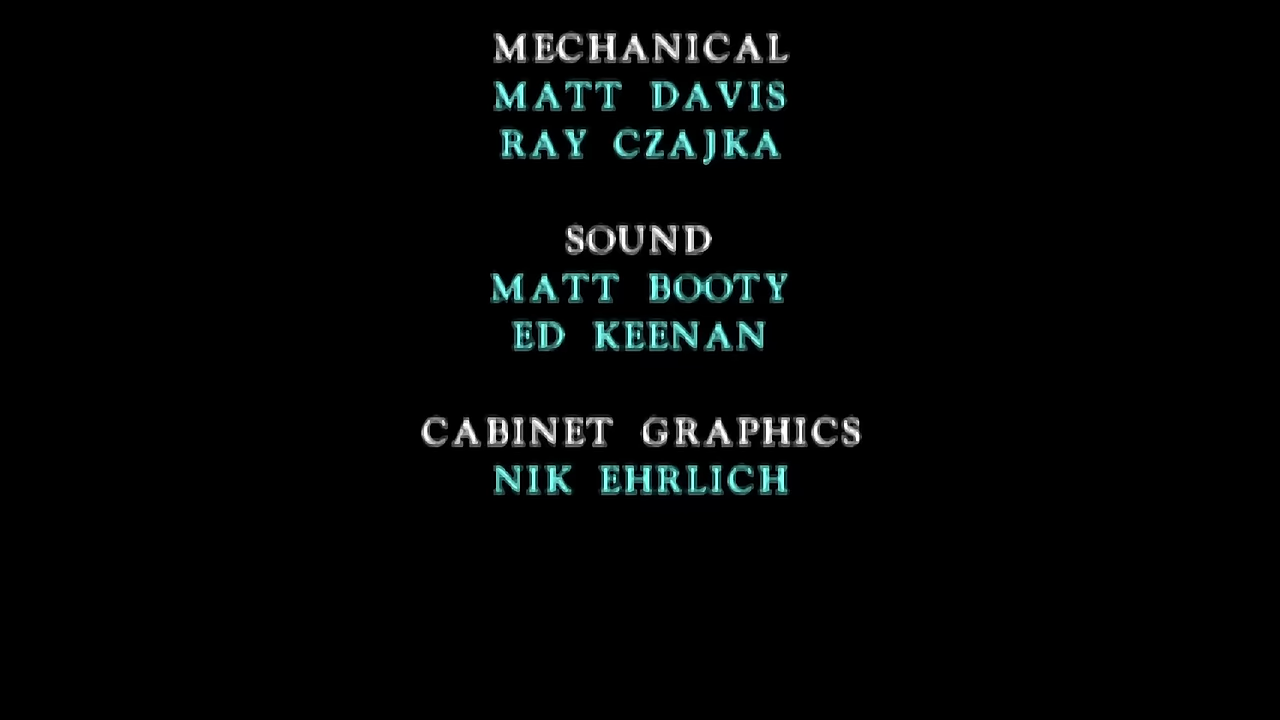 MECHANICAL
MATT DAVIS
RAY CZAJKA
SOUND
MATT BOOTY
ED KEENAN
CABINET GRAPHICS
NIK EHRLICH